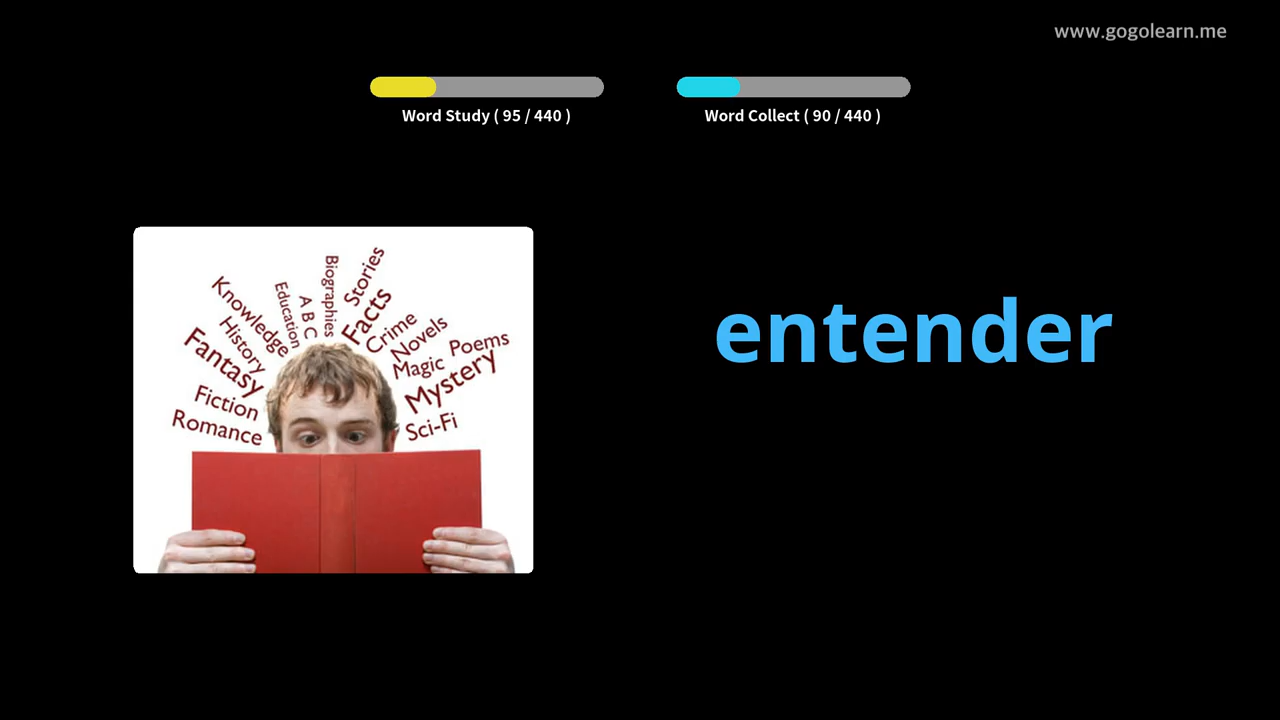 www.gogolearn.me
Word Study ( 95 / 440 )
Word Collect ( 90 / 440 )
Romance
Fiction
Fantasy
History
Knowledge
Education
A B C
Biographies
Stories
Facts
Crime
Novels
Magic
Poems
Mystery
Sci-Fi
entender